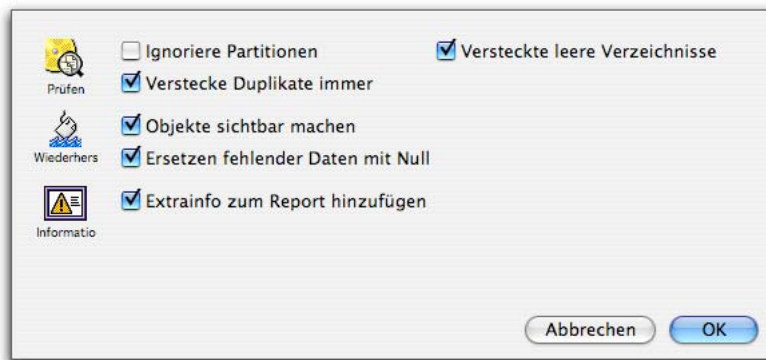 Ignoriere Partitionen
Versteckte leere Verzeichnisse
Prüfen
Verstecke Duplikate immer
Objekte sichtbar machen
Wiederhers
Ersetzen fehlender Daten mit Null
Extrainfo zum Report hinzufügen
Informatio
Abbrechen
OK